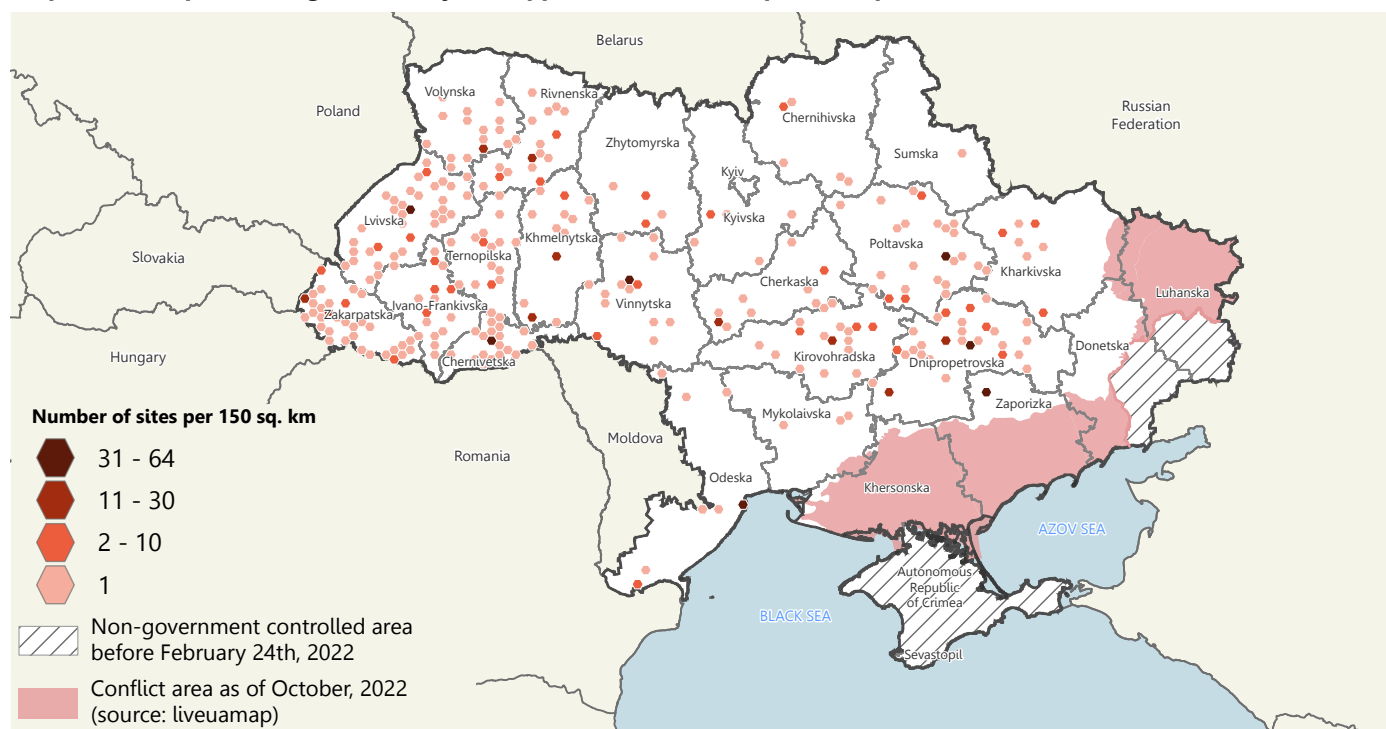 Belarus
Poland
Russian
Federation
Volynska
Rivnenska
Zhytomyrska
Chernihivska
Sumska
Kyiv
Kyivska
Lvivska
Khmelnytska
Ternopilska
Poltavska
Kharkivska
Slovakia
Cherkaska
Luhanska
Zakarpatska
Ivano-Frankivska
Vinnytska
Hungary
Chernivetska
Kirovohradska
Dnipropetrovska
Donetska
Zaporizka
Mykolaivska
Moldova
Romania
Odeska
Khersonska
AZOV SEA
Autonomous
Republic
of Crimea
BLACK SEA
Sevastopil
Number of sites per 150 sq. km
31 - 64
11 - 30
2 - 10
1
Non-government controlled area
before February 24th, 2022
Conflict area as of October, 2022
(source: liveuamap)